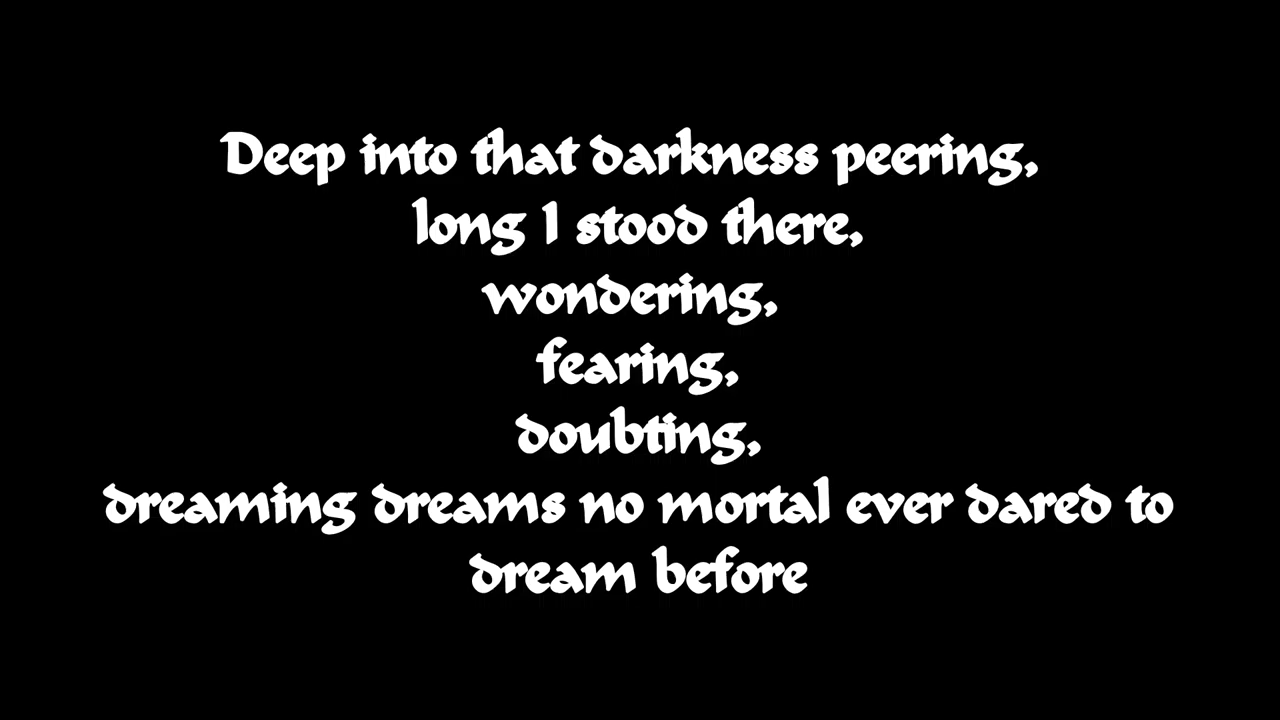 Deep into that darkness peering,
long I stood there,
wondering,
fearing,
doubting,
dreaming dreams no mortal ever dared to
dream before